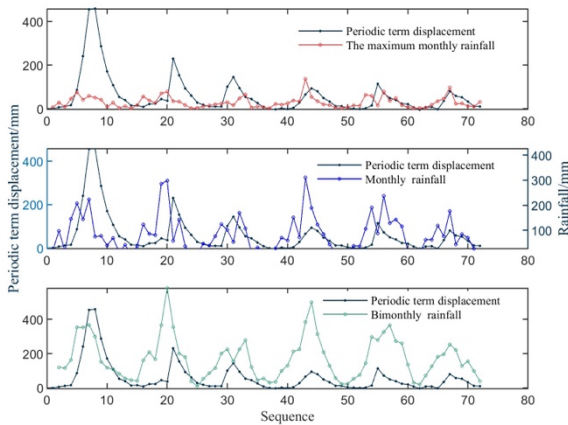 400
200
0
Periodic term displacement
The maximum monthly rainfall
0 10 20 30 40 50 60 70 80
Periodic term displacement/mm
400
200
0
Periodic term displacement
Monthly rainfall
400
300
200
100
Rainfall/mm
0 10 20 30 40 50 60 70 80
400
200
0
Periodic term displacement
Bimonthly rainfall
0 10 20 30 40 50 60 70 80
Sequence